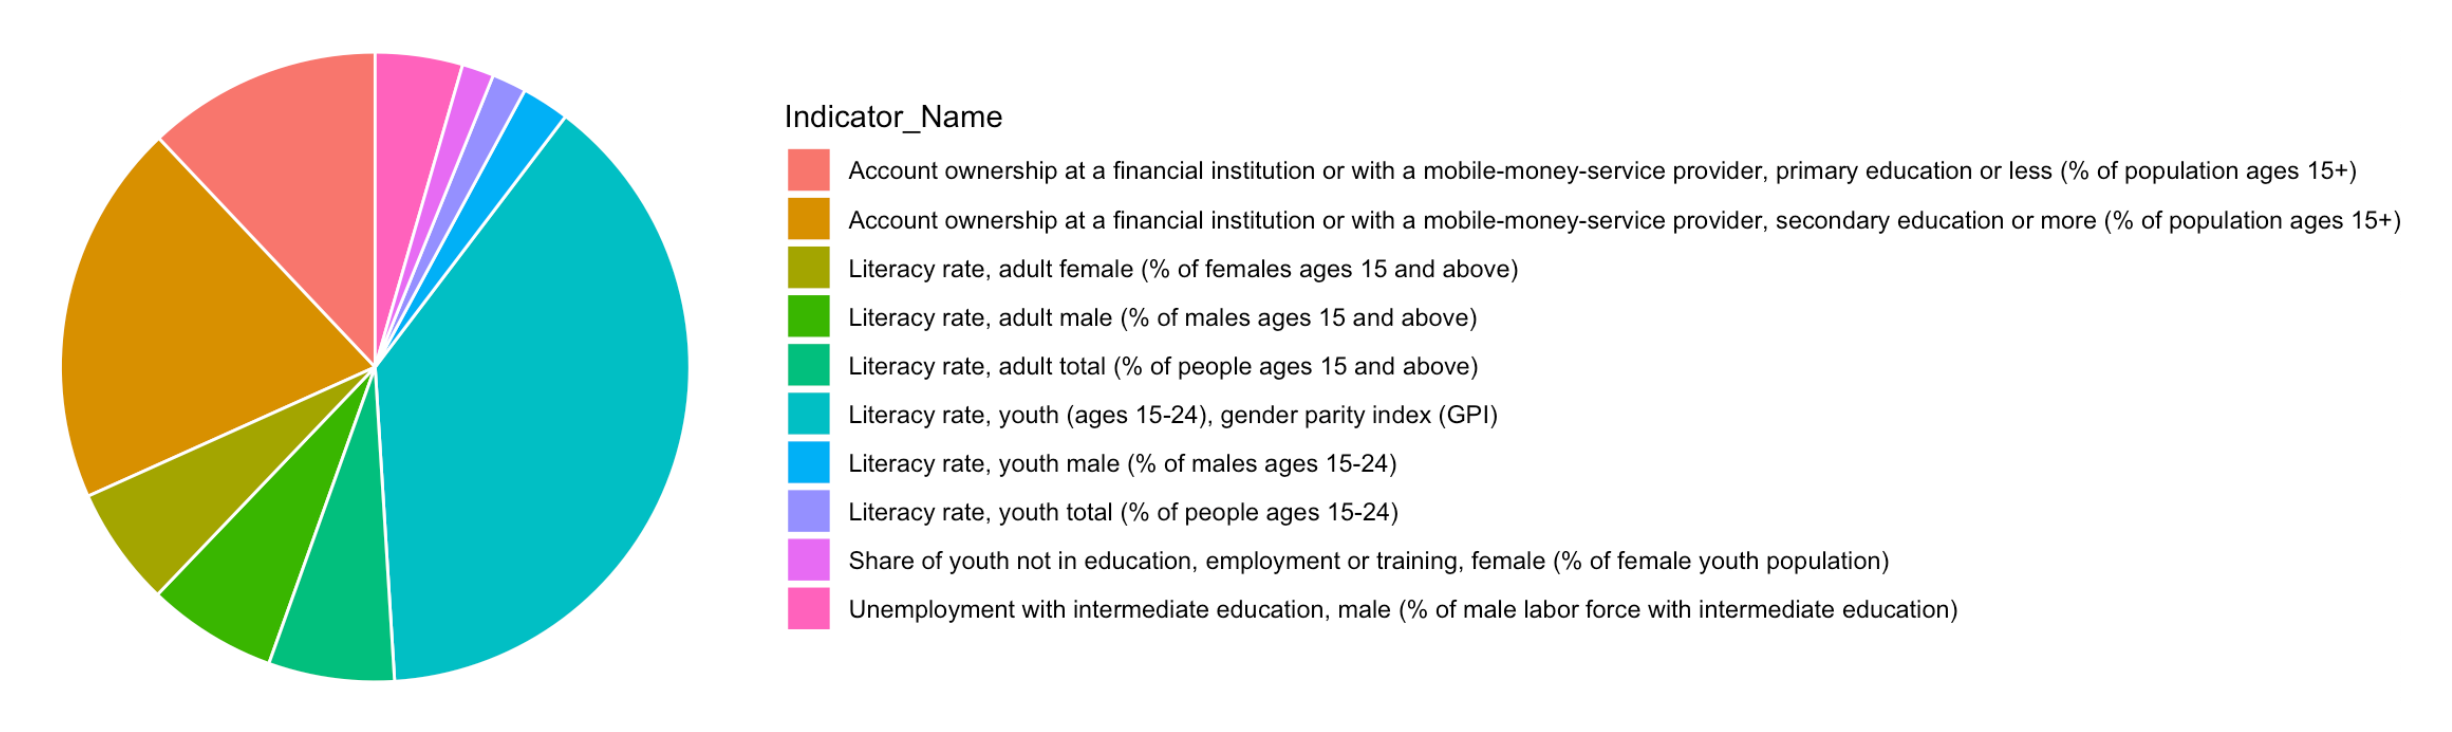 Indicator_Name
Account ownership at a financial institution or with a mobile-money-service provider, primary education or less (% of population ages 15+)
Account ownership at a financial institution or with a mobile-money-service provider, secondary education or more (% of population ages 15+)
Literacy rate, adult female (% of females ages 15 and above)
Literacy rate, adult male (% of males ages 15 and above)
Literacy rate, adult total (% of people ages 15 and above)
Literacy rate, youth (ages 15-24), gender parity index (GPI)
Literacy rate, youth male (% of males ages 15-24)
Literacy rate, youth total (% of people ages 15-24)
Share of youth not in education, employment or training, female (% of female youth population)
Unemployment with intermediate education, male (% of male labor force with intermediate education)